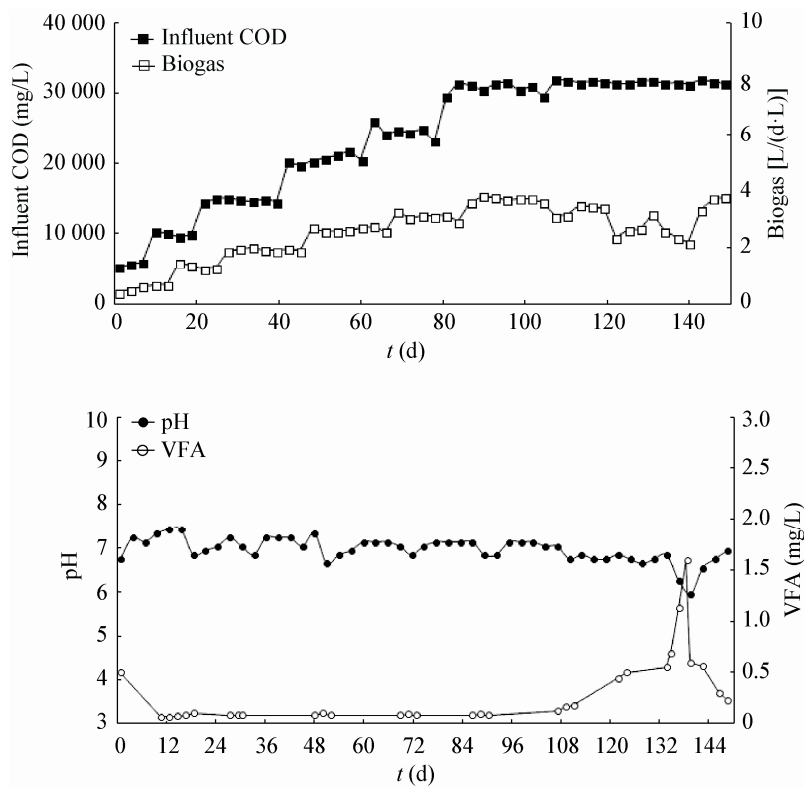 Influent COD
Biogas
Influent COD (mg/L)
40 000
30 000
20 000
10 000
0
Biogas [L/(d·L)]
10
8
6
4
2
0
0 20 40 60 80 100 120 140
t (d)
pH
VFA
pH
10
9
8
7
6
5
4
3
VFA (mg/L)
3.0
2.5
2.0
1.5
1.0
0.5
0
0 12 24 36 48 60 72 84 96 108 120 132 144
t (d)